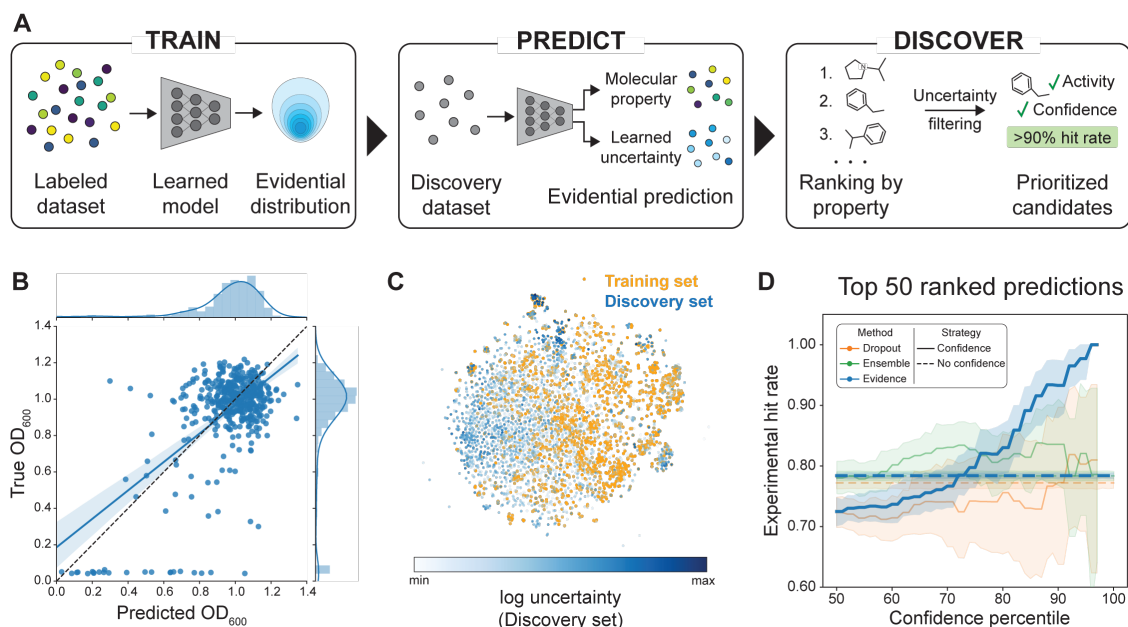 A
TRAIN
Labeled
dataset
Learned
model
Evidential
distribution
PREDICT
Discovery
dataset
Molecular
property
Learned
uncertainty
Evidential prediction
DISCOVER
1.
2.
3.
. . .
N
Ranking by
property
Uncertainty
filtering
✓ Activity
✓ Confidence
>90% hit rate
Prioritized
candidates
B
True OD600
1.4
1.2
1.0
0.8
0.6
0.4
0.2
0.0
0.0 0.2 0.4 0.6 0.8 1.0 1.2 1.4
Predicted OD600
C
Training set
Discovery set
min max
log uncertainty
(Discovery set)
D
Top 50 ranked predictions
Experimental hit rate
Method Strategy
Dropout Confidence
Ensemble No confidence
Evidence
1.00
0.90
0.80
0.70
0.60
50 60 70 80 90 100
Confidence percentile